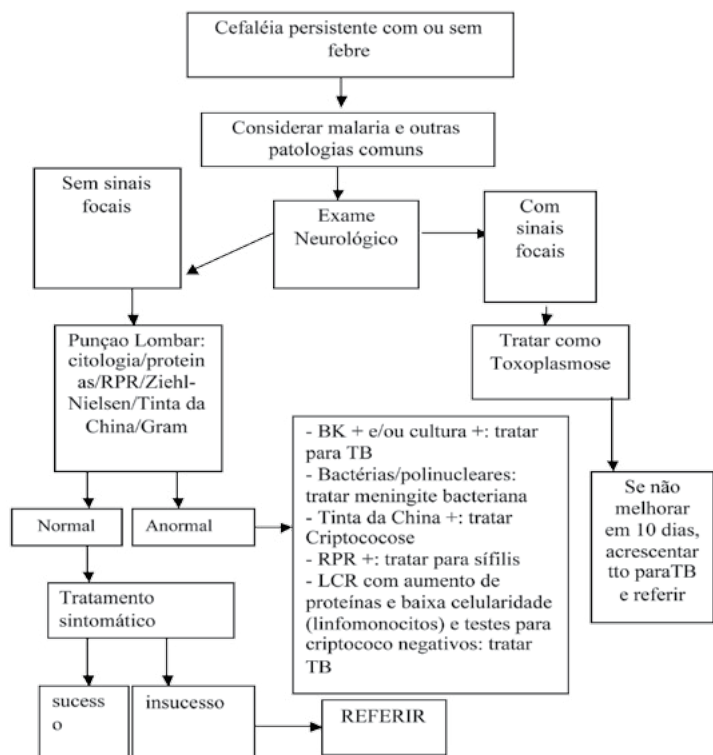 Cefaléia persistente com ou sem
febre
Considerar malaria e outras
patologias comuns
Sem sinais
focais
Exame
Neurológico
Com
sinais
focais
Punçao Lombar:
citologia/protein
as/RPR/Ziehl-
Nielsen/Tinta da
China/Gram
Tratar como
Toxoplasmose
- BK + e/ou cultura +: tratar
para TB
- Bactérias/polinucleares:
tratar meningite bacteriana
- Tinta da China +: tratar
Criptococose
- RPR +: tratar para sífilis
- LCR com aumento de
proteínas e baixa celularidade
(linfomonocitos) e testes para
criptococo negativos: tratar
TB
Se não
melhorar
em 10 dias,
acrescentar
tto paraTB
e referir
Normal
Anormal
Tratamento
sintomático
sucess
o
insucesso
REFERIR